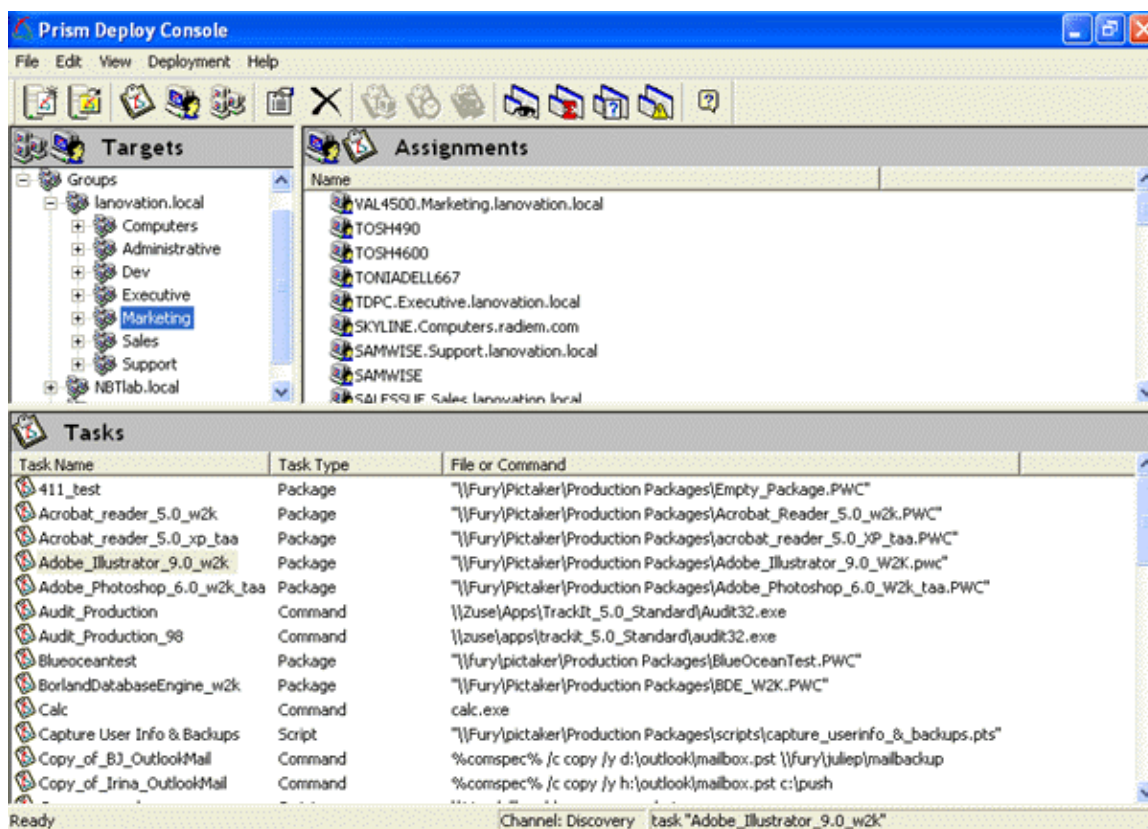 Prism Deploy Console
File Edit View Deployment Help
Targets
Groups
lanovation.local
Computers
Administrative
Dev
Executive
Marketing
Sales
Support
NBTlab.local
Assignments
Name
VAL4500.Marketing.lanovation.local
TOSH490
TOSH4600
TONIADELL667
TDPC.Executive.lanovation.local
SKYLINE.Computers.radiem.com
SAMWISE.Support.lanovation.local
SAMWISE
SALESSUE.Sales.lanovation.local
Tasks
Task Name Task Type File or Command
411_test Package "\\Fury\Pictaker\Production Packages\Empty_Package.PWC"
Acrobat_reader_5.0_w2k Package "\\Fury\Pictaker\Production Packages\Acrobat_Reader_5.0_w2k.PWC"
Acrobat_reader_5.0_xp_taa Package "\\Fury\Pictaker\Production Packages\acrobat_reader_5.0_XP_taa.PWC"
Adobe_Illustrator_9.0_w2k Package "\\Fury\Pictaker\Production Packages\Adobe_Illustrator_9.0_W2K.pwc"
Adobe_Photoshop_6.0_w2k_taa Package "\\Fury\Pictaker\Production Packages\Adobe_Photoshop_6.0_W2k_taa.PWC"
Audit_Production Command \\Zuse\Apps\TrackIt_5.0_Standard\Audit32.exe
Audit_Production_98 Command \\zuse\apps\trackit_5.0_Standard\audit32.exe
Blueoceantest Package "\\fury\pictaker\Production Packages\BlueOceanTest.PWC"
BorlandDatabaseEngine_w2k Package "\\Fury\Pictaker\Production Packages\BDE_W2K.PWC"
Calc Command calc.exe
Capture User Info & Backups Script "\\Fury\pictaker\Production Packages\scripts\capture_userinfo_&_backups.pts"
Copy_of_BJ_OutlookMail Command %comspec% /c copy /y d:\outlook\mailbox.pst \\fury\juliep\mailbackup
Copy_of_Irina_OutlookMail Command %comspec% /c copy /y h:\outlook\mailbox.pst c:\push
Ready Channel: Discovery task "Adobe_Illustrator_9.0_w2k"